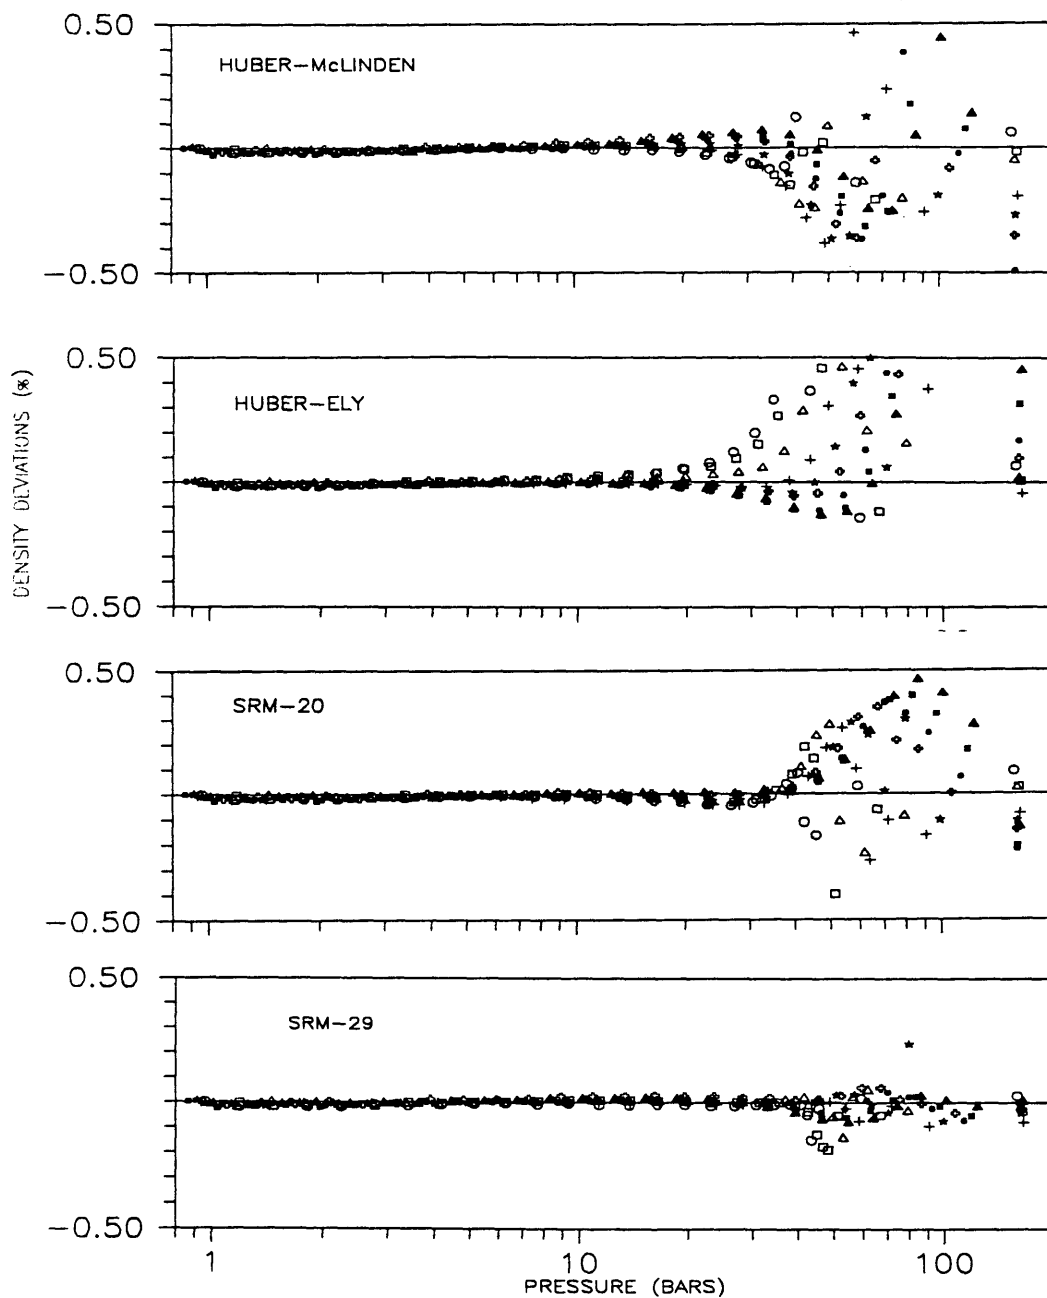 0.50
HUBER-McLINDEN
-0.50
0.50
HUBER-ELY
-0.50
DENSITY DEVIATIONS (%)
0.50
SRM-20
-0.50
0.50
SRM-29
-0.50
1 10 100
PRESSURE (BARS)